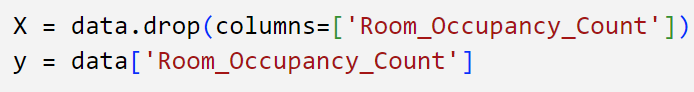 X = data.drop(columns=['Room_Occupancy_Count'])
y = data['Room_Occupancy_Count']